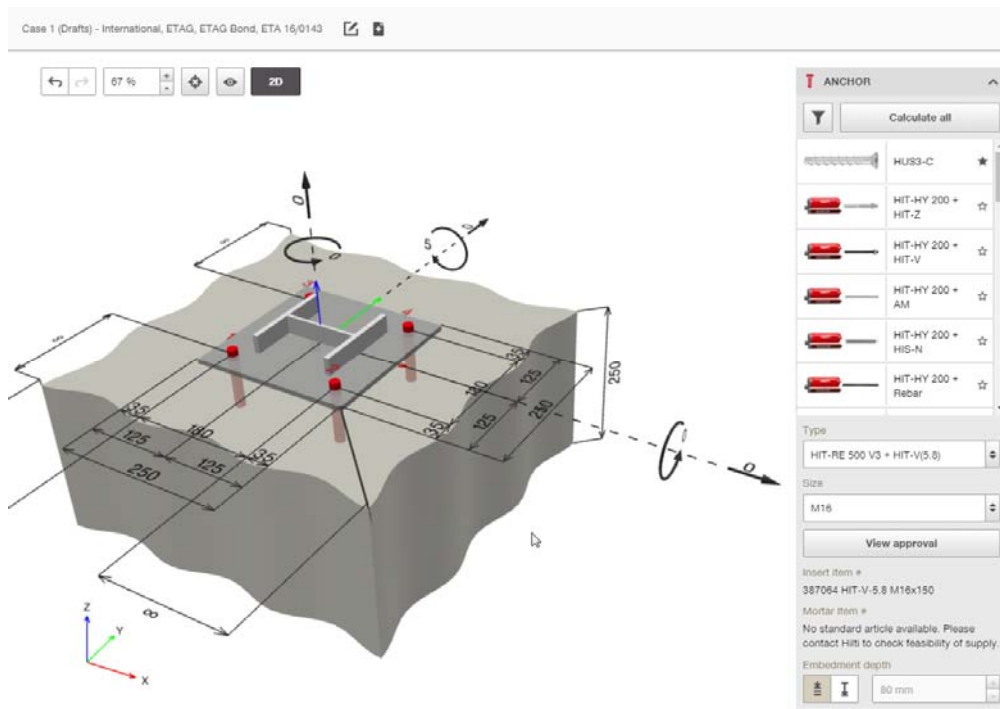 Case 1 (Drafts) - International, ETAG, ETAG Bond, ETA 16/0143
67 %
2D
ANCHOR
Calculate all
HUS3-C
HIT-HY 200 +
HIT-Z
HIT-HY 200 +
HIT-V
HIT-HY 200 +
AM
HIT-HY 200 +
HIS-N
HIT-HY 200 +
Rebar
Type
HIT-RE 500 V3 + HIT-V(5.8)
Size
M16
View approval
Insert item #
387064 HIT-V-5.8 M16x150
Mortar item #
No standard article available. Please
contact Hilti to check feasibility of supply.
Embedment depth
80 mm
0
0
0
5
∞
∞
35
180
125
125
250
250
35
180
35
125
125
250
35
0
∞
Z
Y
X